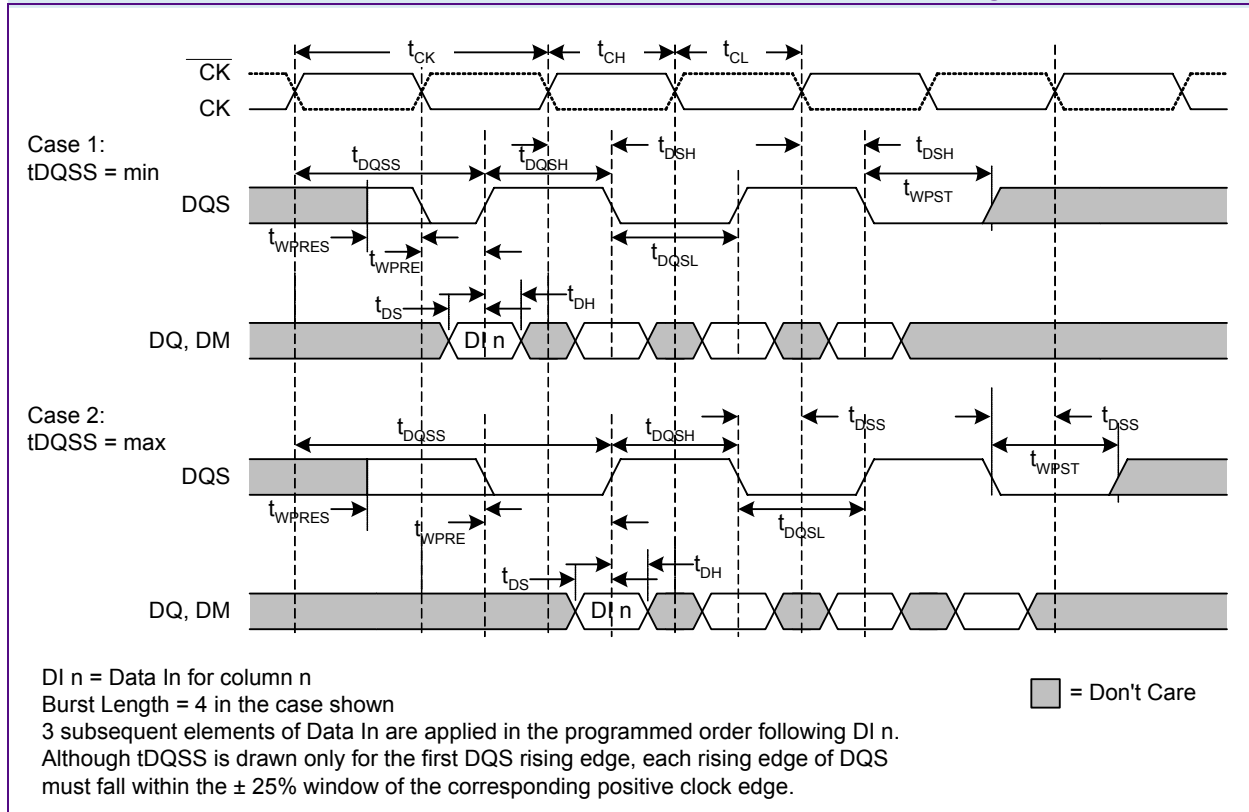 tCK tCH tCL
CK
CK
Case 1:
tDQSS = min
tDQSS tDQSH tDSH tDSH
tWPST
DQS
tWPRES
tWPRE
tDQSL
tDS tDH
DQ, DM
DI n
Case 2:
tDQSS = max
tDQSS tDQSH tDSS tDSS
tWPST
DQS
tWPRES
tWPRE
tDQSL
tDS tDH
DQ, DM
DI n
DI n = Data In for column n
Burst Length = 4 in the case shown
= Don't Care
3 subsequent elements of Data In are applied in the programmed order following DI n.
Although tDQSS is drawn only for the first DQS rising edge, each rising edge of DQS
must fall within the ± 25% window of the corresponding positive clock edge.